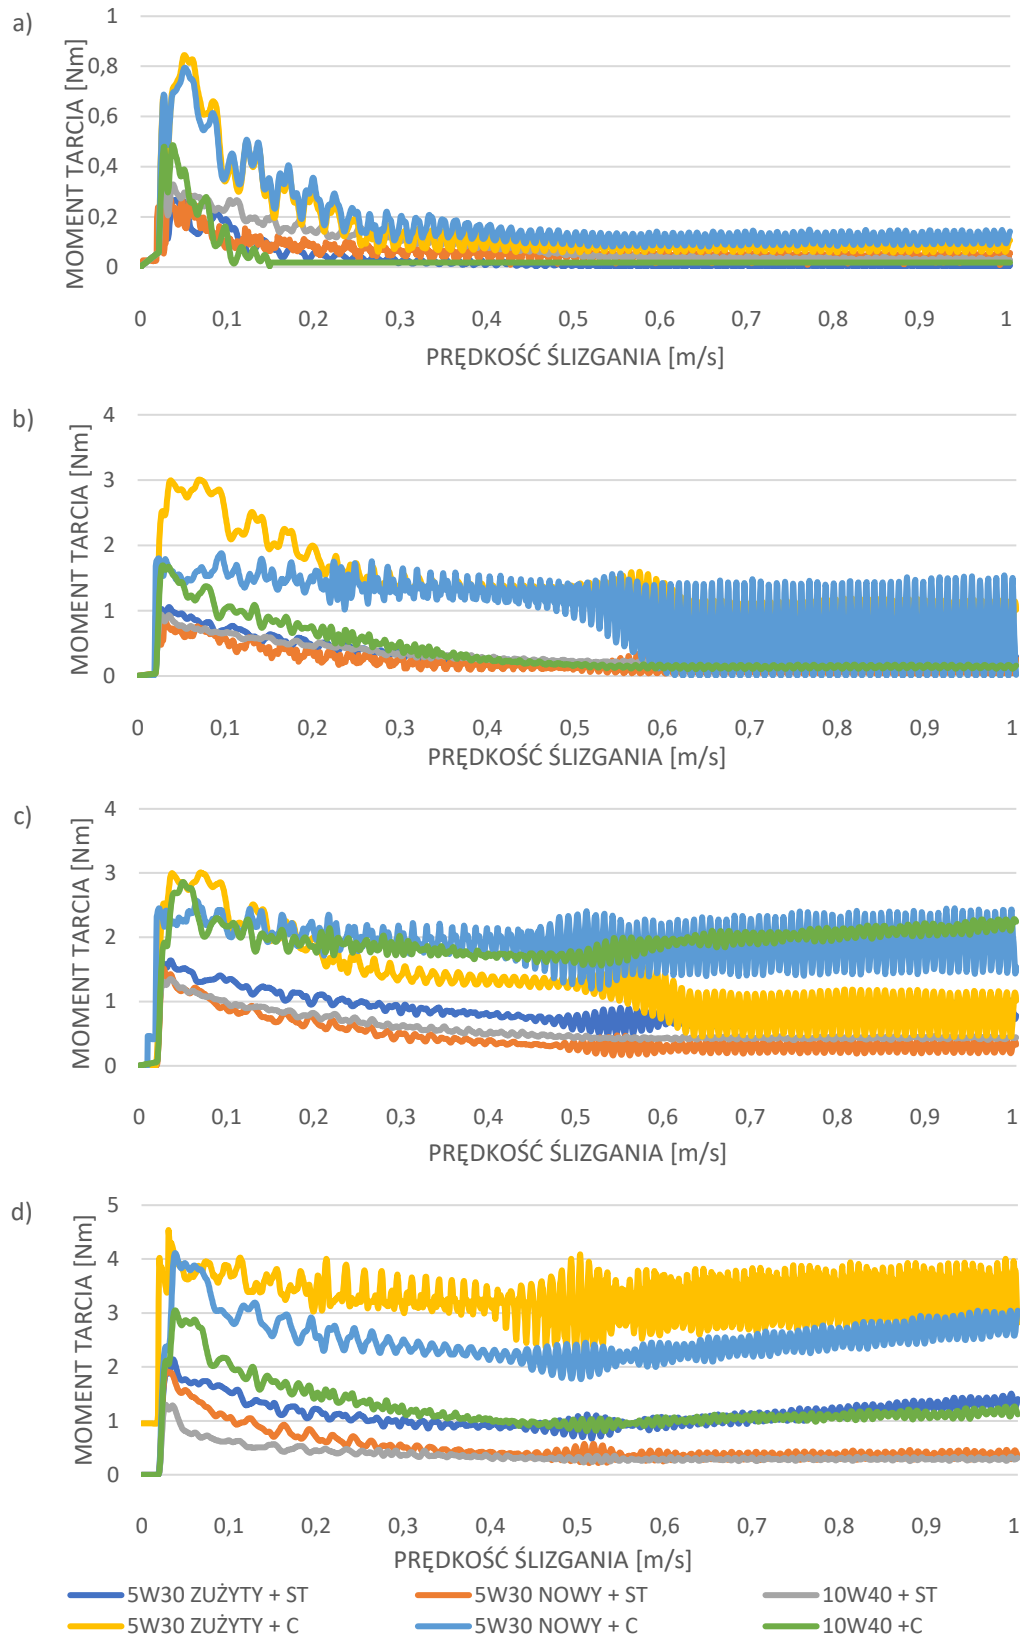 a)
MOMENT TARCIA [Nm]
1
0,8
0,6
0,4
0,2
0
0 0,1 0,2 0,3 0,4 0,5 0,6 0,7 0,8 0,9 1
PRĘDKOŚĆ ŚLIZGANIA [m/s]
b)
MOMENT TARCIA [Nm]
4
3
2
1
0
0 0,1 0,2 0,3 0,4 0,5 0,6 0,7 0,8 0,9 1
PRĘDKOŚĆ ŚLIZGANIA [m/s]
c)
MOMENT TARCIA [Nm]
4
3
2
1
0
0 0,1 0,2 0,3 0,4 0,5 0,6 0,7 0,8 0,9 1
PRĘDKOŚĆ ŚLIZGANIA [m/s]
d)
MOMENT TARCIA [Nm]
5
4
3
2
1
0
0 0,1 0,2 0,3 0,4 0,5 0,6 0,7 0,8 0,9 1
PRĘDKOŚĆ ŚLIZGANIA [m/s]
5W30 ZUŻYTY + ST 5W30 NOWY + ST 10W40 + ST
5W30 ZUŻYTY + C 5W30 NOWY + C 10W40 +C